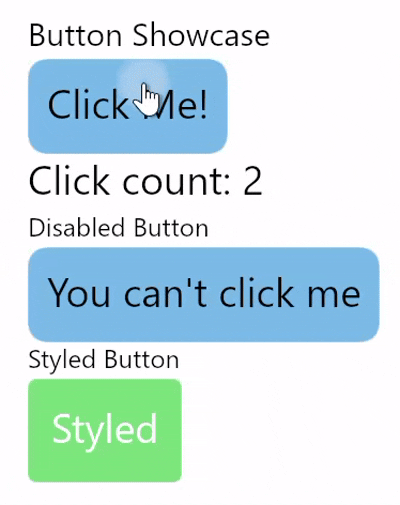 Button Showcase
Click Me!
Click count: 2
Disabled Button
You can't click me
Styled Button
Styled